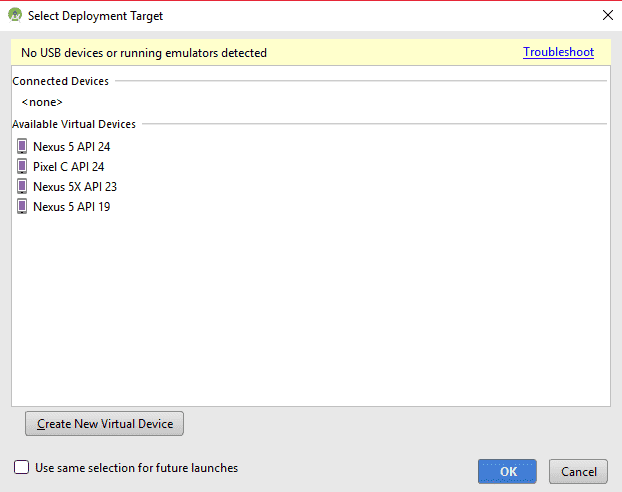 Select Deployment Target
No USB devices or running emulators detected Troubleshoot
Connected Devices
<none>
Available Virtual Devices
Nexus 5 API 24
Pixel C API 24
Nexus 5X API 23
Nexus 5 API 19
Create New Virtual Device
Use same selection for future launches
OK Cancel